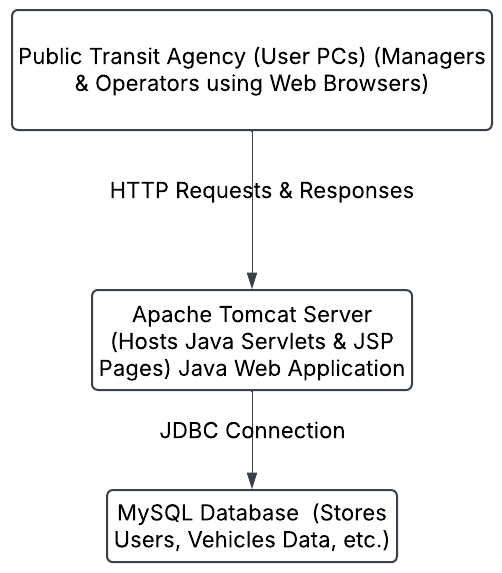 Public Transit Agency (User PCs) (Managers
& Operators using Web Browsers)
HTTP Requests & Responses
Apache Tomcat Server
(Hosts Java Servlets & JSP
Pages) Java Web Application
JDBC Connection
MySQL Database  (Stores
Users, Vehicles Data, etc.)